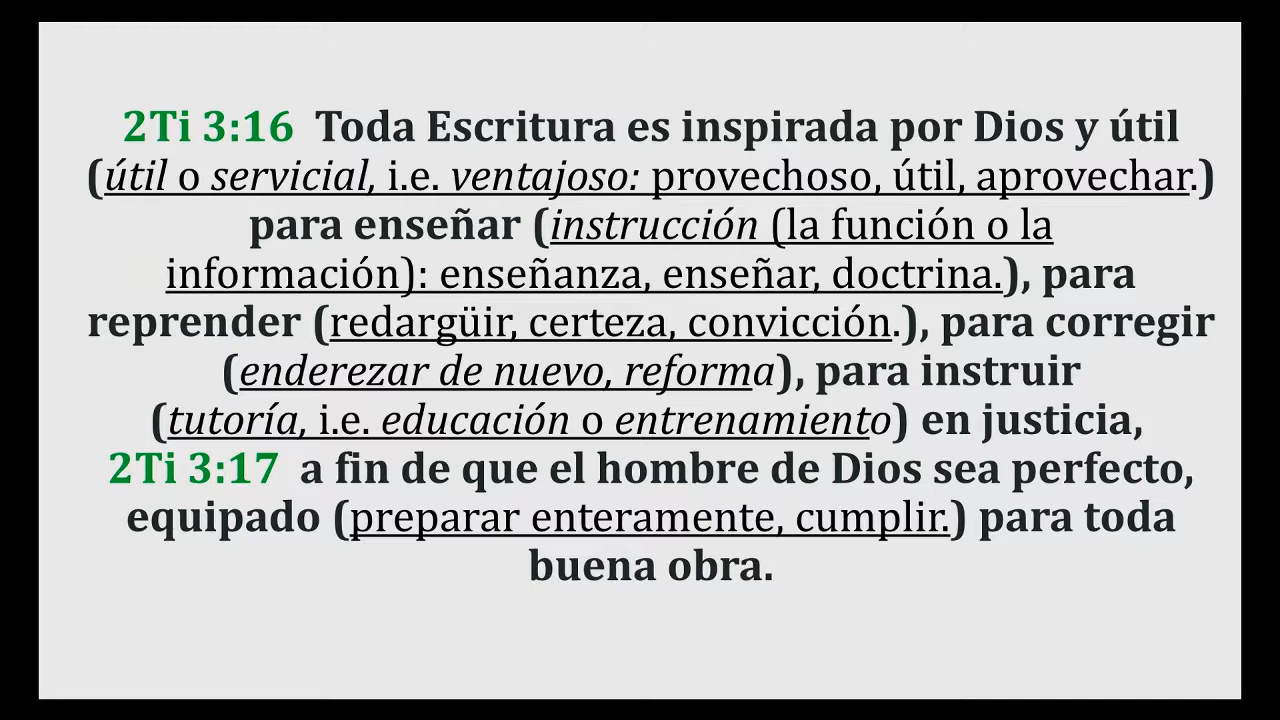 2Ti 3:16 Toda Escritura es inspirada por Dios y útil
(útil o servicial, i.e. ventajoso: provechoso, útil, aprovechar.)
para enseñar (instrucción (la función o la
información): enseñanza, enseñar, doctrina.), para
reprender (redargüir, certeza, convicción.), para corregir
(enderezar de nuevo, reforma), para instruir
(tutoría, i.e. educación o entrenamiento) en justicia,
2Ti 3:17 a fin de que el hombre de Dios sea perfecto,
equipado (preparar enteramente, cumplir.) para toda
buena obra.